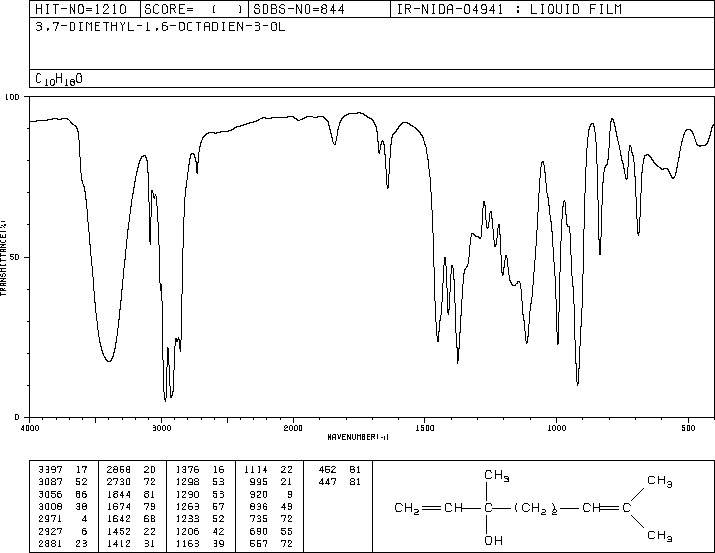 HIT-NO=1210 SCORE= ( ) SDBS-NO=844 IR-NIDA-04941 : LIQUID FILM
3,7-DIMETHYL-1,6-OCTADIEN-3-OL
C10H18O
100
50
0
TRANSMITTANCE(%)
4000 3000 2000 1500 1000 500
WAVENUMBER(-1)
3397 17 2868 20 1376 16 1114 22 462 81
3087 52 2730 72 1298 53 995 21 447 81
3056 66 1844 81 1290 53 920 9
3008 38 1674 79 1263 57 836 49
2971 4 1642 68 1233 52 735 72
2927 6 1452 22 1206 42 690 55
2881 23 1412 31 1163 39 557 72
CH3 CH3
CH2 CH C (CH2)2 CH C
OH CH3